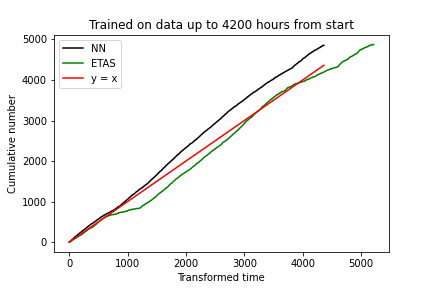 Trained on data up to 4200 hours from start
NN
ETAS
y = x
Cumulative number
5000
4000
3000
2000
1000
0
0 1000 2000 3000 4000 5000
Transformed time